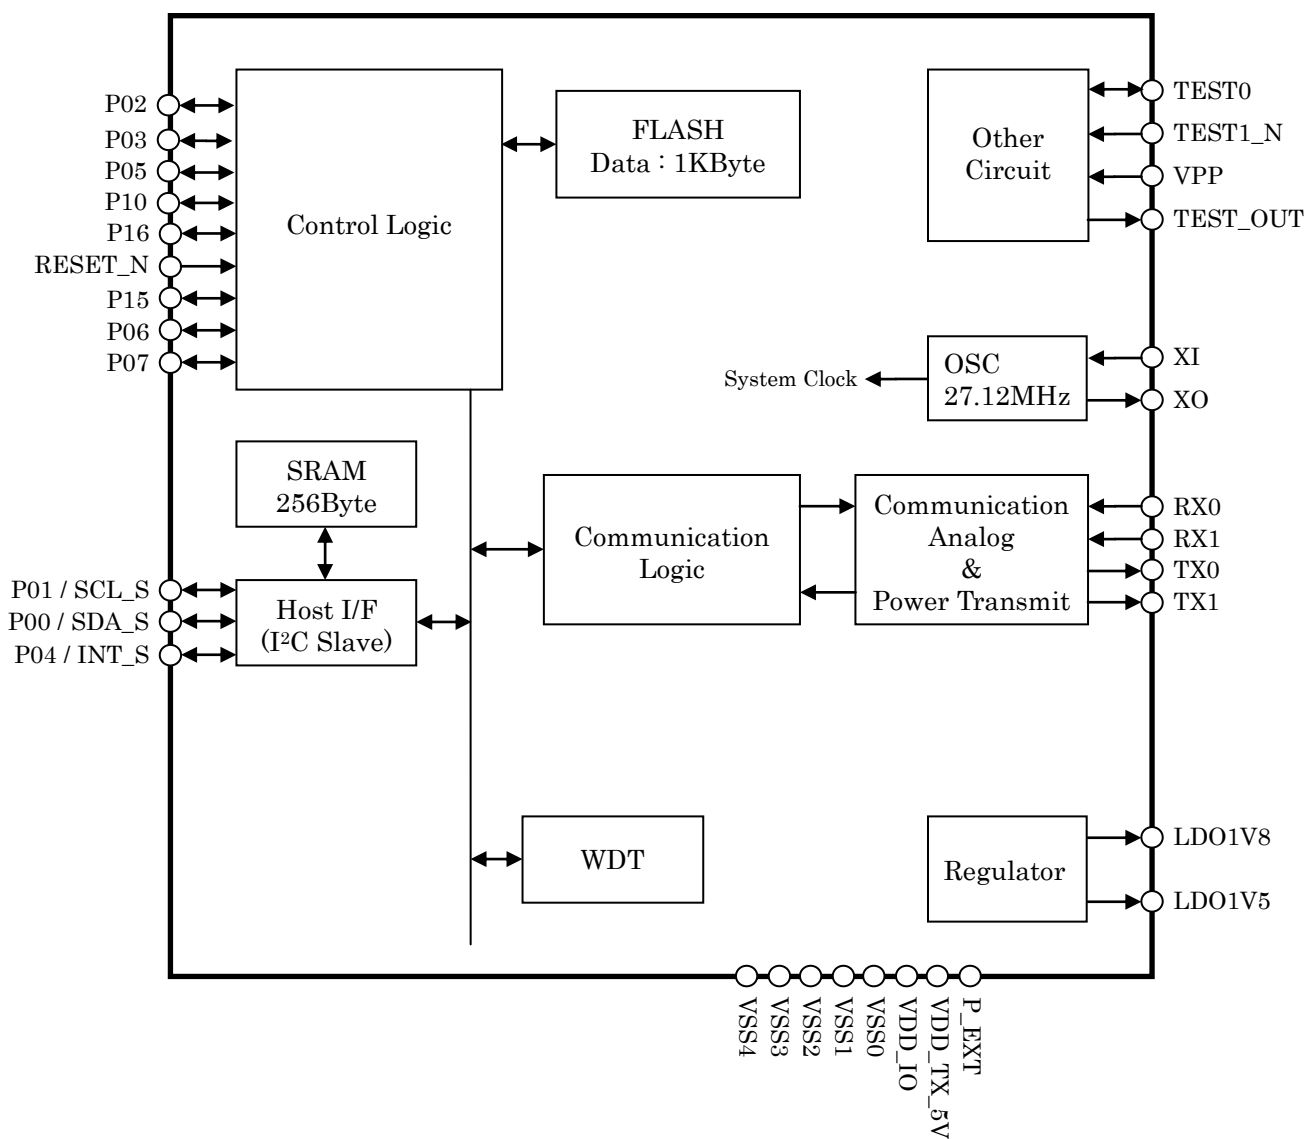 P02
P03
P05
P10
P16
RESET_N
P15
P06
P07
Control Logic
FLASH
Data : 1KByte
Other
Circuit
TEST0
TEST1_N
VPP
TEST_OUT
System Clock
OSC
27.12MHz
XI
XO
SRAM
256Byte
P01 / SCL_S
P00 / SDA_S
P04 / INT_S
Host I/F
(I²C Slave)
Communication
Logic
Communication
Analog
&
Power Transmit
RX0
RX1
TX0
TX1
WDT
Regulator
LDO1V8
LDO1V5
VSS4
VSS3
VSS2
VSS1
VSS0
VDD_IO
VDD_TX_5V
P_EXT